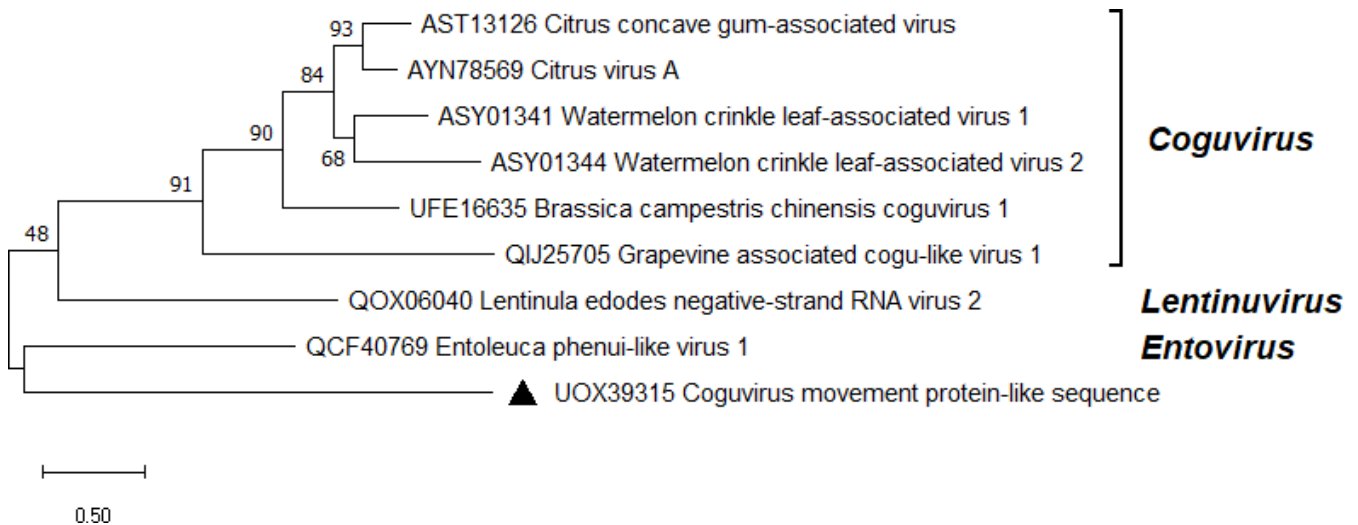 93
AST13126 Citrus concave gum-associated virus
84
AYN78569 Citrus virus A
90
ASY01341 Watermelon crinkle leaf-associated virus 1
Coguvirus
68
ASY01344 Watermelon crinkle leaf-associated virus 2
91
UFE16635 Brassica campestris chinensis coguvirus 1
48
QIJ25705 Grapevine associated cogu-like virus 1
QOX06040 Lentinula edodes negative-strand RNA virus 2
Lentinuvirus
QCF40769 Entoleuca phenui-like virus 1
Entovirus
UOX39315 Coguvirus movement protein-like sequence
0.50